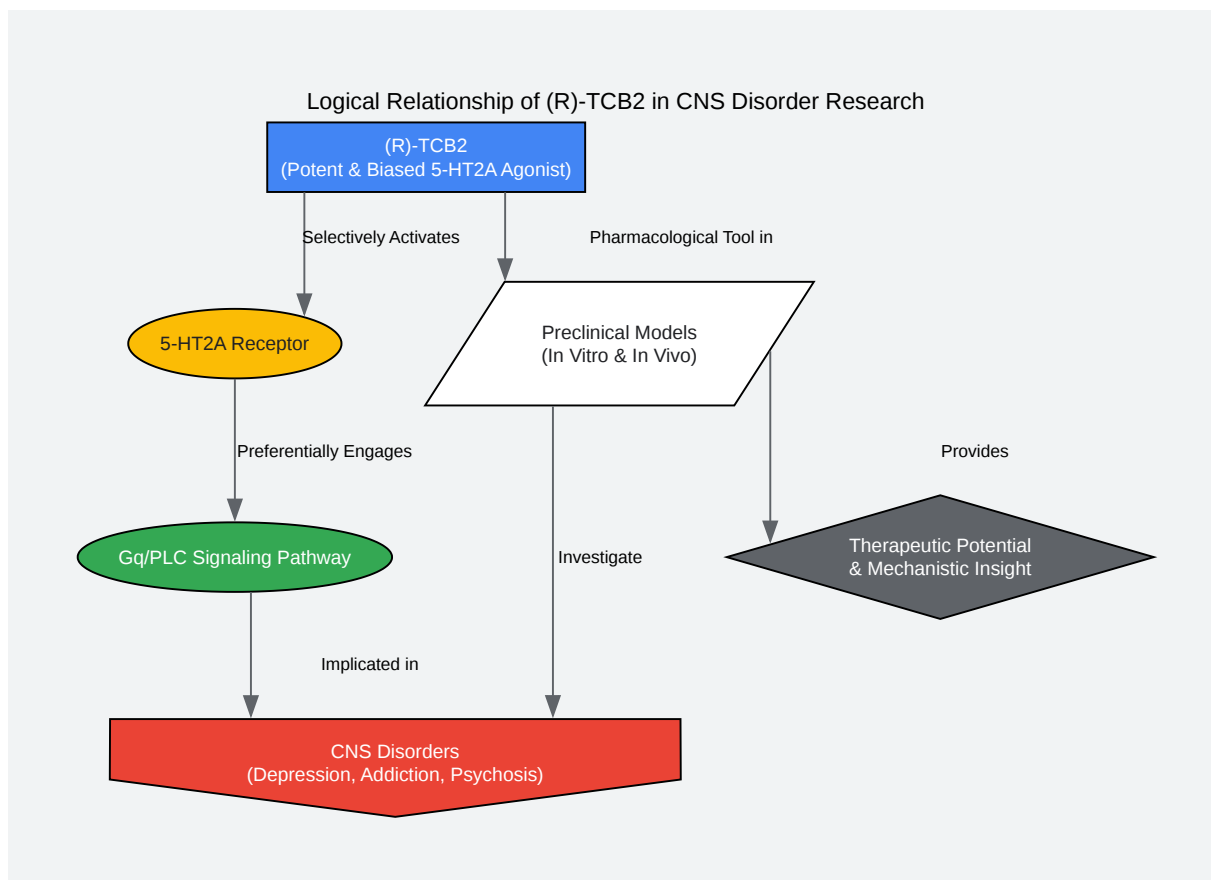 Logical Relationship of (R)-TCB2 in CNS Disorder Research
(R)-TCB2
(Potent & Biased 5-HT2A Agonist)
Selectively Activates
Pharmacological Tool in
5-HT2A Receptor
Preclinical Models
(In Vitro & In Vivo)
Preferentially Engages
Provides
Gq/PLC Signaling Pathway
Investigate
Therapeutic Potential
& Mechanistic Insight
Implicated in
CNS Disorders
(Depression, Addiction, Psychosis)